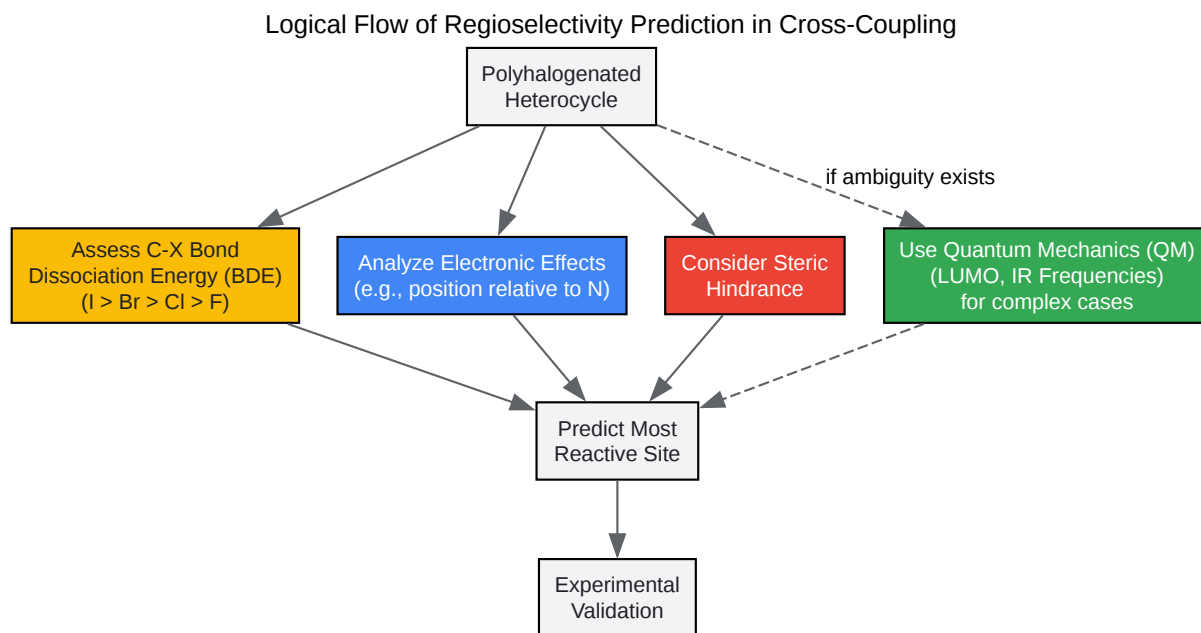 Logical Flow of Regioselectivity Prediction in Cross-Coupling
Polyhalogenated
Heterocycle
if ambiguity exists
Assess C-X Bond
Dissociation Energy (BDE)
(I > Br > Cl > F)
Analyze Electronic Effects
(e.g., position relative to N)
Consider Steric
Hindrance
Use Quantum Mechanics (QM)
(LUMO, IR Frequencies)
for complex cases
Predict Most
Reactive Site
Experimental
Validation